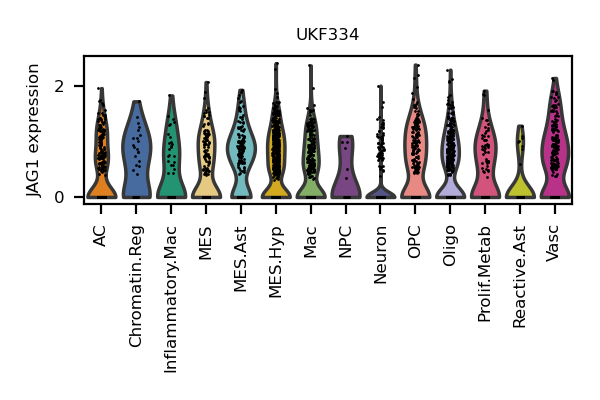 UKF334
JAG1 expression
2
0
AC
Chromatin.Reg
Inflammatory.Mac
MES
MES.Ast
MES.Hyp
Mac
NPC
Neuron
OPC
Oligo
Prolif.Metab
Reactive.Ast
Vasc